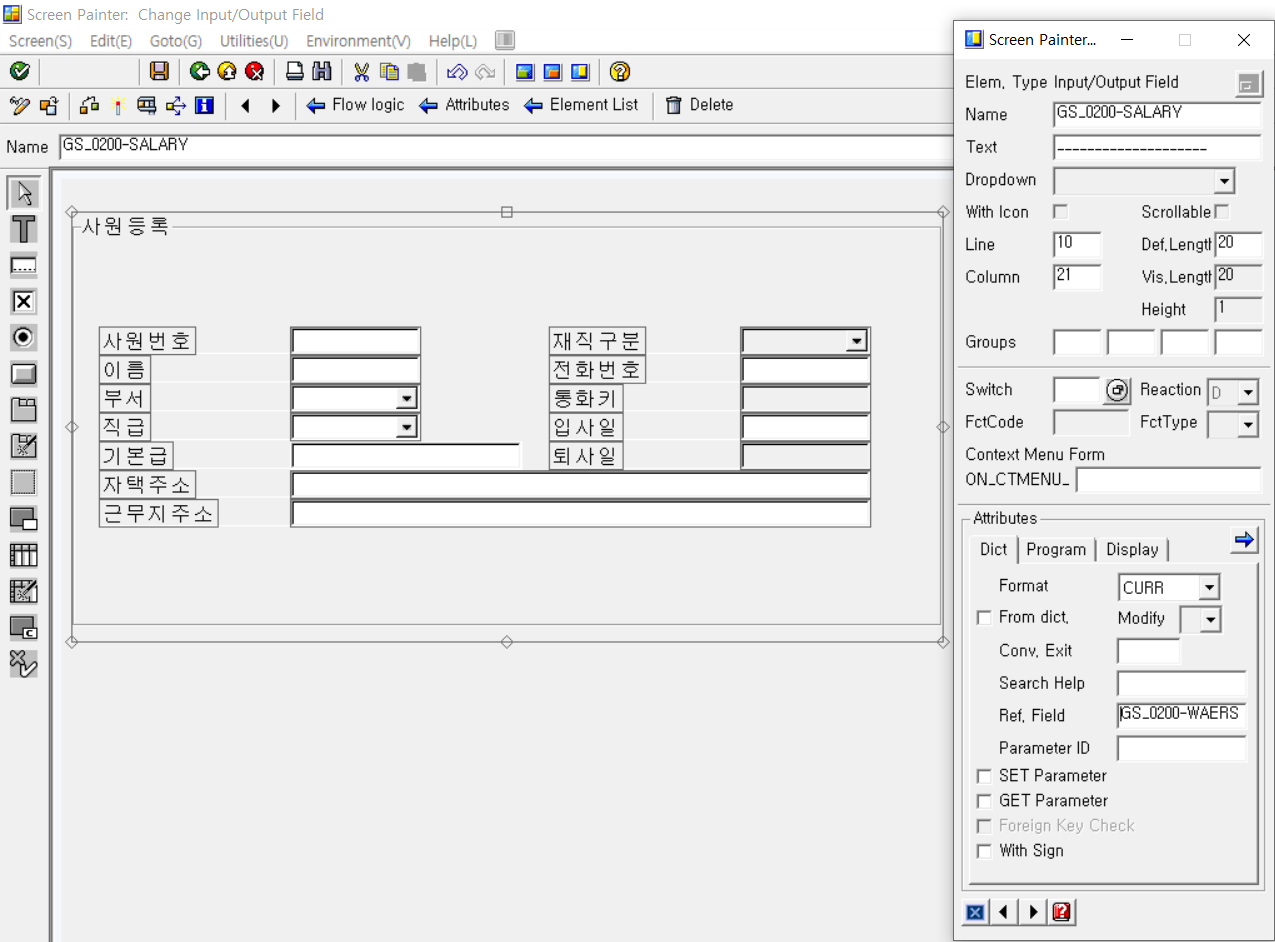 Screen Painter:  Change Input/Output Field
Screen(S) Edit(E) Goto(G) Utilities(U) Environment(V) Help(L)
Flow logic Attributes Element List Delete
Name GS_0200-SALARY
사원등록
사원번호 재직구분
이름 전화번호
부서 통화키
직급 입사일
기본급 퇴사일
자택주소
근무지주소
Screen Painter...
Elem. Type Input/Output Field
Name GS_0200-SALARY
Text ____________________
Dropdown
With Icon Scrollable
Line 10 Def.Lengt 20
Column 21 Vis.Lengt 20
Height 1
Groups
Switch Reaction D
FctCode FctType
Context Menu Form
ON_CTMENU_
Attributes
Dict Program Display
Format CURR
From dict. Modify
Conv. Exit
Search Help
Ref. Field GS_0200-WAERS
Parameter ID
SET Parameter
GET Parameter
Foreign Key Check
With Sign